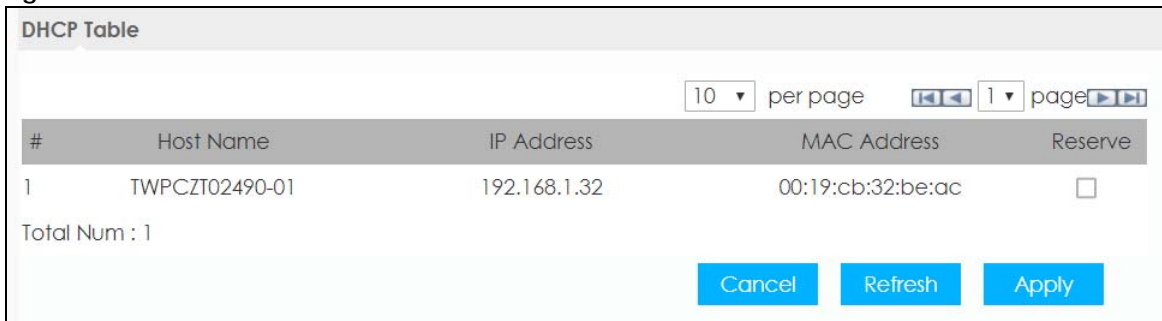 DHCP Table
10 per page 1 page
# Host Name IP Address MAC Address Reserve
1 TWPCZT02490-01 192.168.1.32 00:19:cb:32:be:ac
Total Num : 1
Cancel Refresh Apply